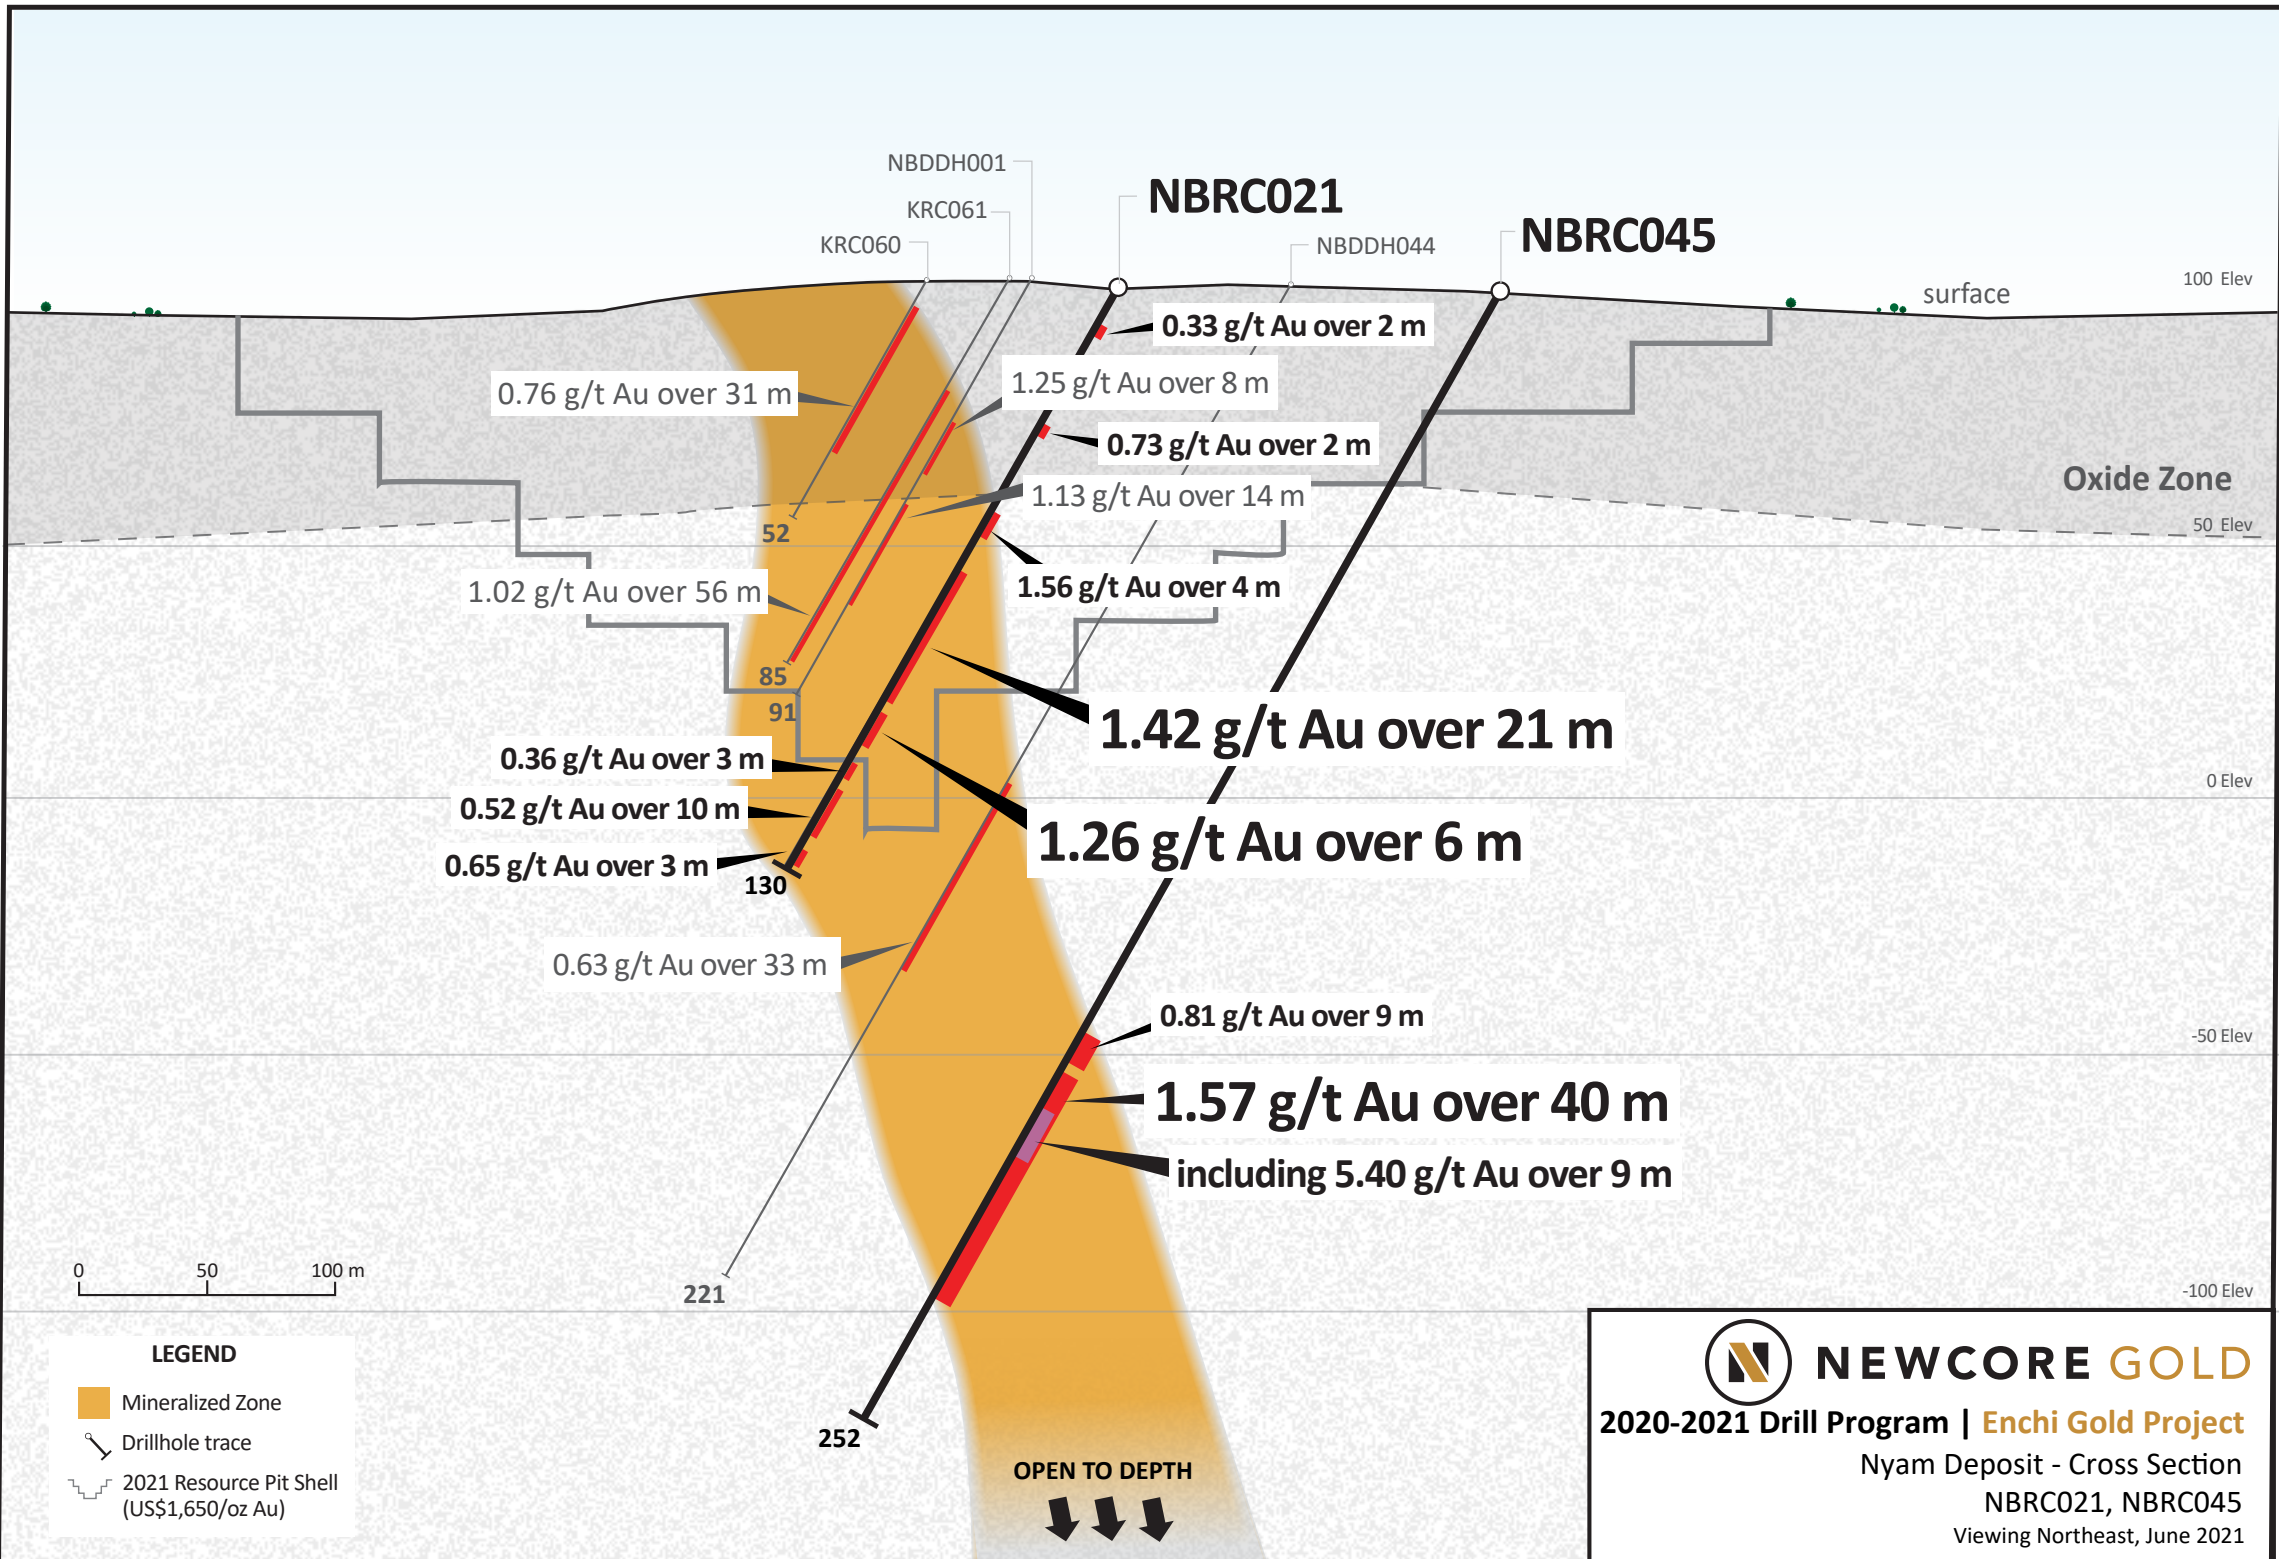 NBDDH001
KRC061
KRC060
NBRC021
NBDDH044
NBRC045
100 Elev
surface
0.33 g/t Au over 2 m
0.76 g/t Au over 31 m
1.25 g/t Au over 8 m
0.73 g/t Au over 2 m
Oxide Zone
1.13 g/t Au over 14 m
50 Elev
52
1.02 g/t Au over 56 m
1.56 g/t Au over 4 m
85
91
1.42 g/t Au over 21 m
0.36 g/t Au over 3 m
0 Elev
0.52 g/t Au over 10 m
1.26 g/t Au over 6 m
0.65 g/t Au over 3 m
130
0.63 g/t Au over 33 m
0.81 g/t Au over 9 m
-50 Elev
1.57 g/t Au over 40 m
including 5.40 g/t Au over 9 m
0 50 100 m
221
-100 Elev
252
OPEN TO DEPTH
LEGEND
Mineralized Zone
Drillhole trace
2021 Resource Pit Shell
(US$1,650/oz Au)
N NEWCORE GOLD
2020-2021 Drill Program | Enchi Gold Project
Nyam Deposit - Cross Section
NBRC021, NBRC045
Viewing Northeast, June 2021